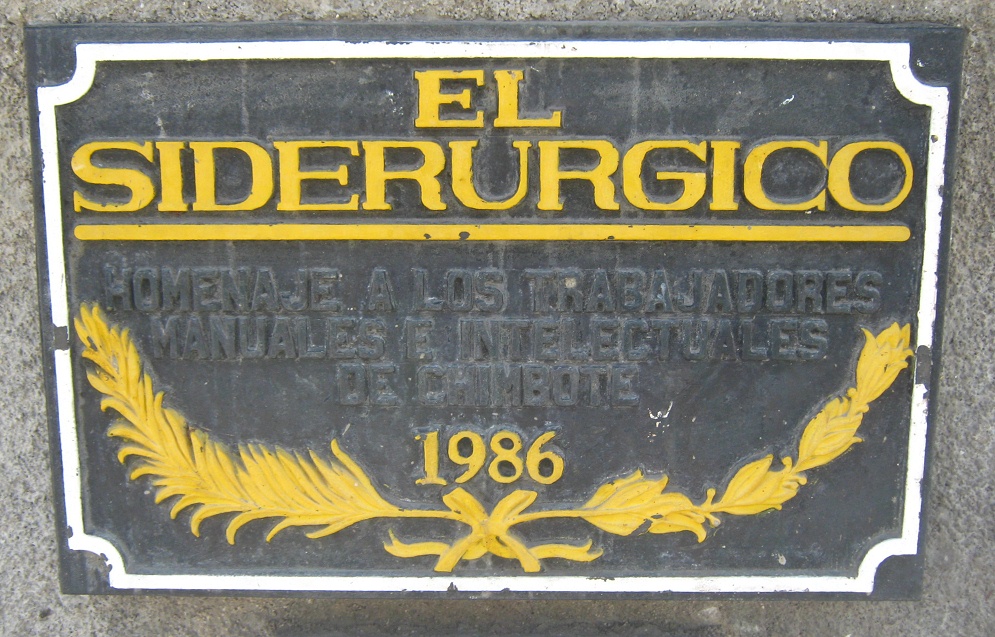 EL
SIDERURGICO
HOMENAJE A LOS TRABAJADORES
MANUALES E INTELECTUALES
DE CHIMBOTE
1986